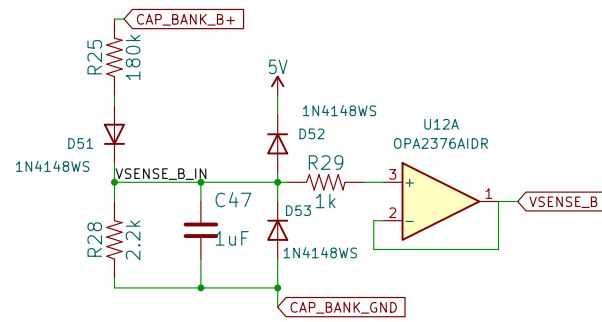 CAP_BANK_B+
R25
180k
5V
1N4148WS
D52
U12A
OPA2376AIDR
D51
1N4148WS
VSENSE_B_IN
R29
1k
3
+
2
−
1
VSENSE_B
C47
1uF
D53
1N4148WS
R28
2.2k
CAP_BANK_GND